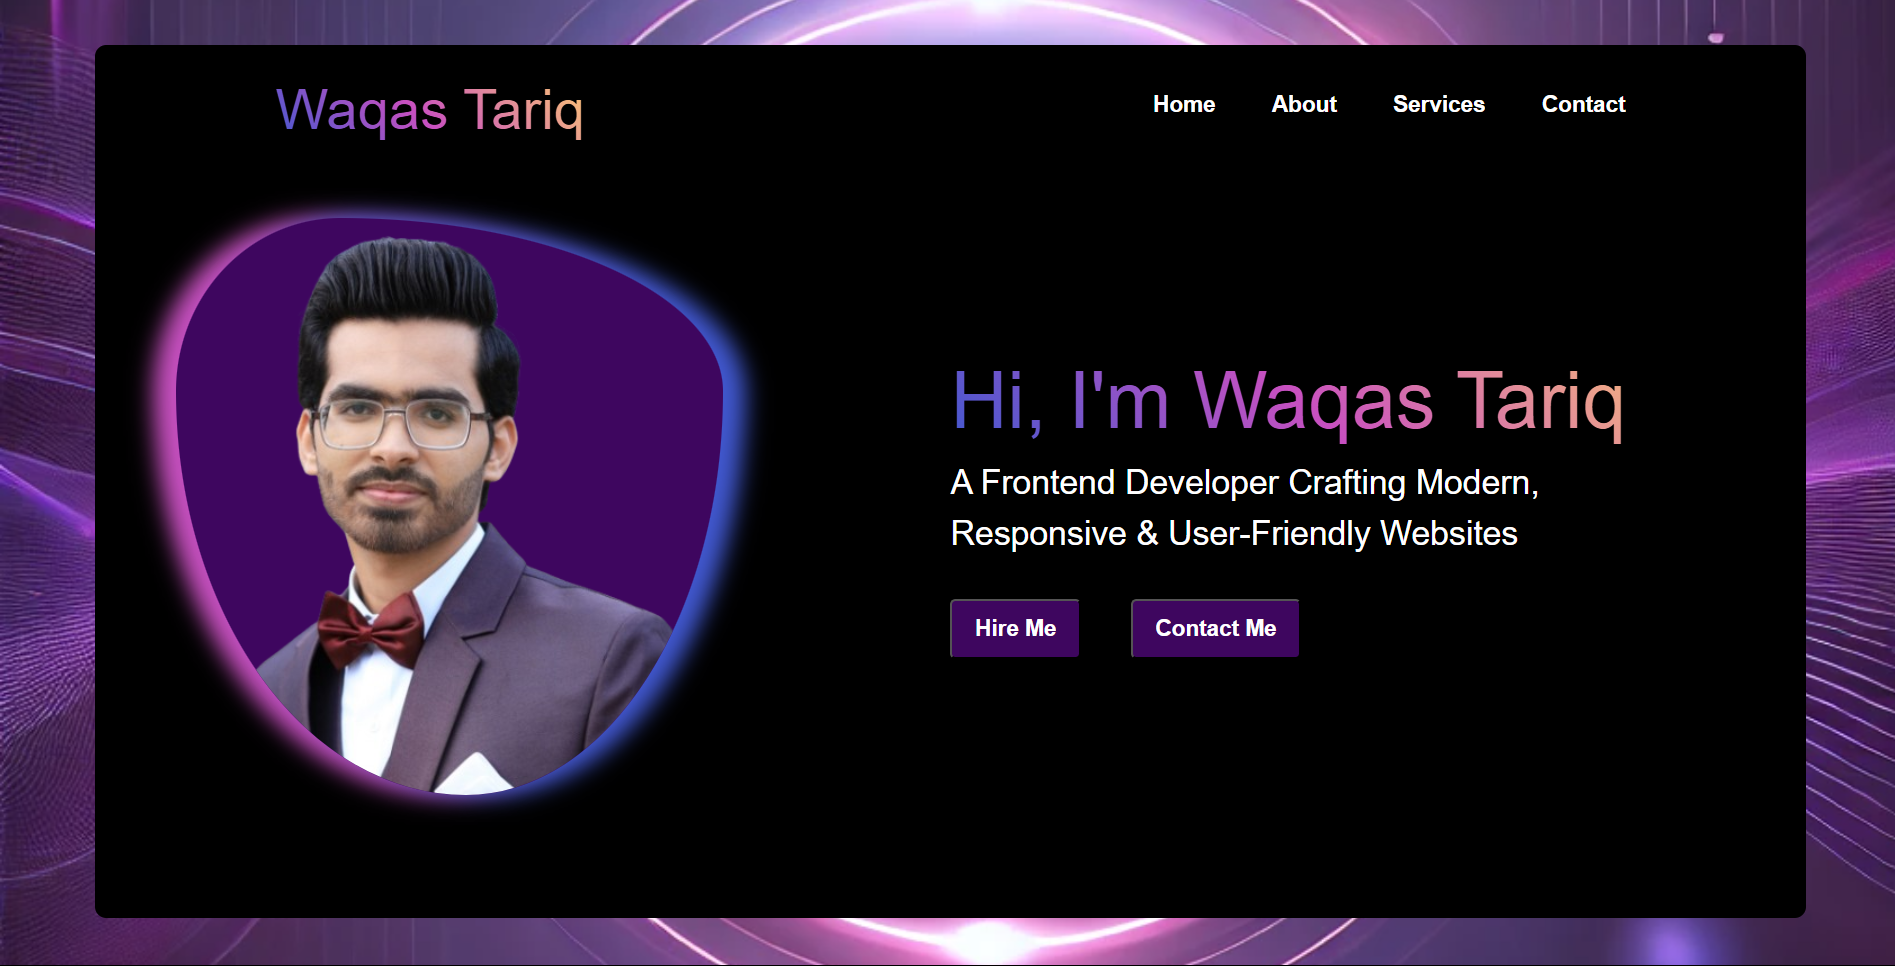 Waqas Tariq
Home About Services Contact
Hi, I'm Waqas Tariq
A Frontend Developer Crafting Modern,
Responsive & User-Friendly Websites
Hire Me Contact Me